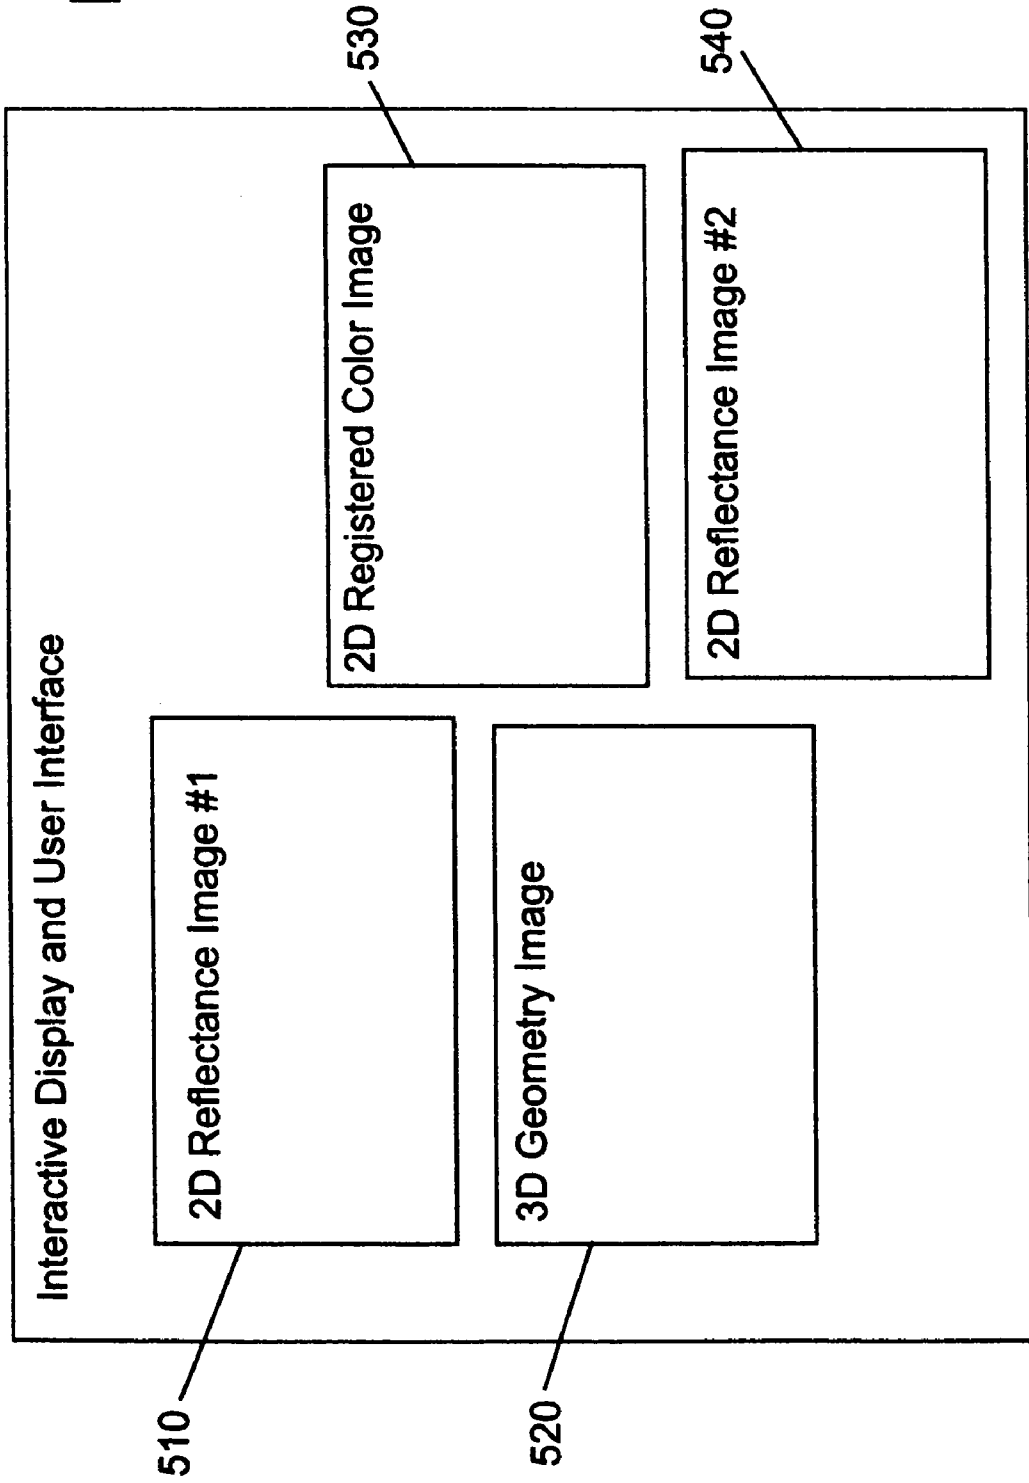 Interactive Display and User Interface
510
2D Reflectance Image #1
520
3D Geometry Image
530
2D Registered Color Image
540
2D Reflectance Image #2